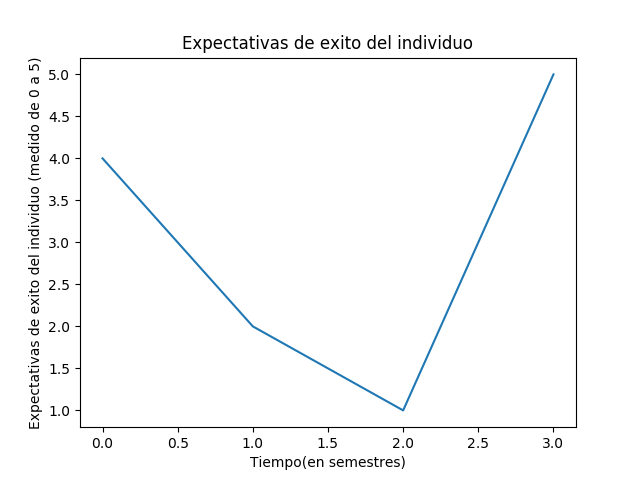 Expectativas de exito del individuo
Expectativas de exito del individuo (medido de 0 a 5)
5.0
4.5
4.0
3.5
3.0
2.5
2.0
1.5
1.0
0.0 0.5 1.0 1.5 2.0 2.5 3.0
Tiempo(en semestres)